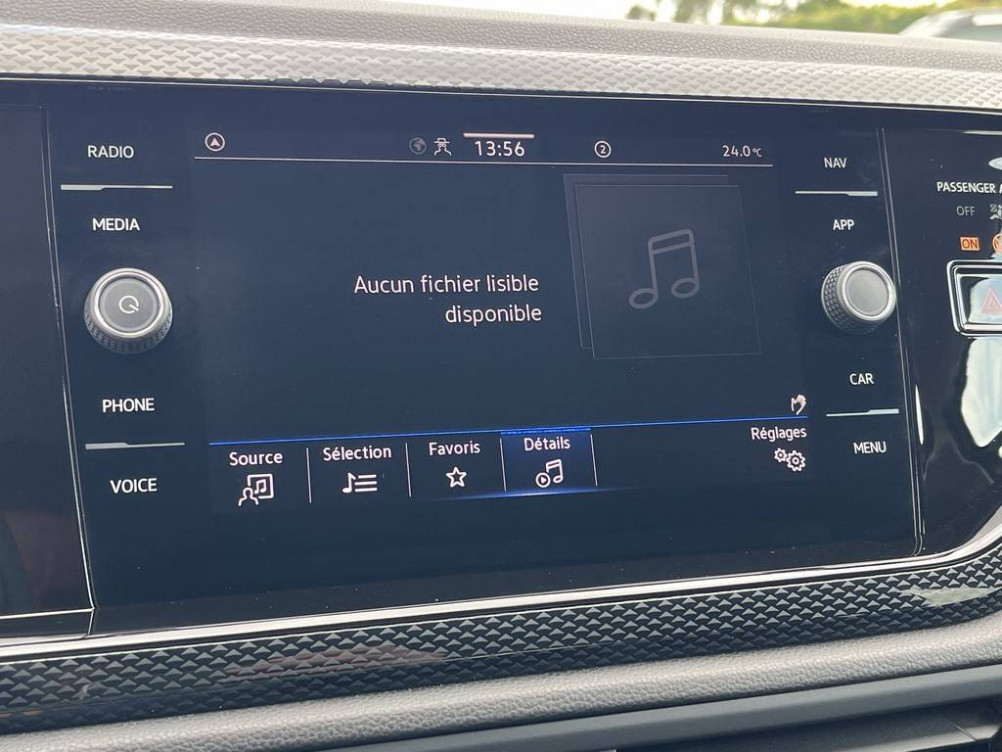 RADIO
MEDIA
PHONE
VOICE
13:56
2
24.0°C
Aucun fichier lisible
disponible
Source
Sélection
Favoris
Détails
Réglages
NAV
APP
CAR
MENU
PASSENGER
OFF
ON